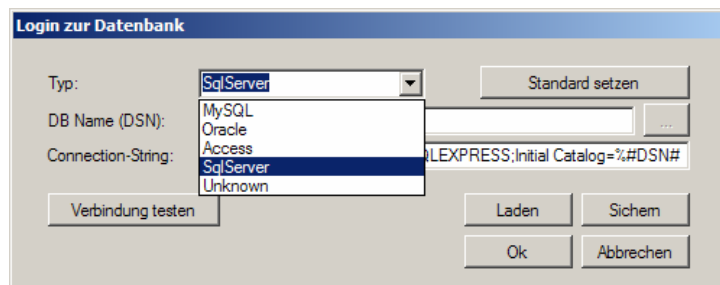 Login zur Datenbank
Typ: SqlServer Standard setzen
MySQL
DB Name (DSN): Oracle ...
Access
Connection-String: SqlServer QLEXPRESS;Initial Catalog=%#DSN#
Unknown
Verbindung testen Laden Sichern
Ok Abbrechen